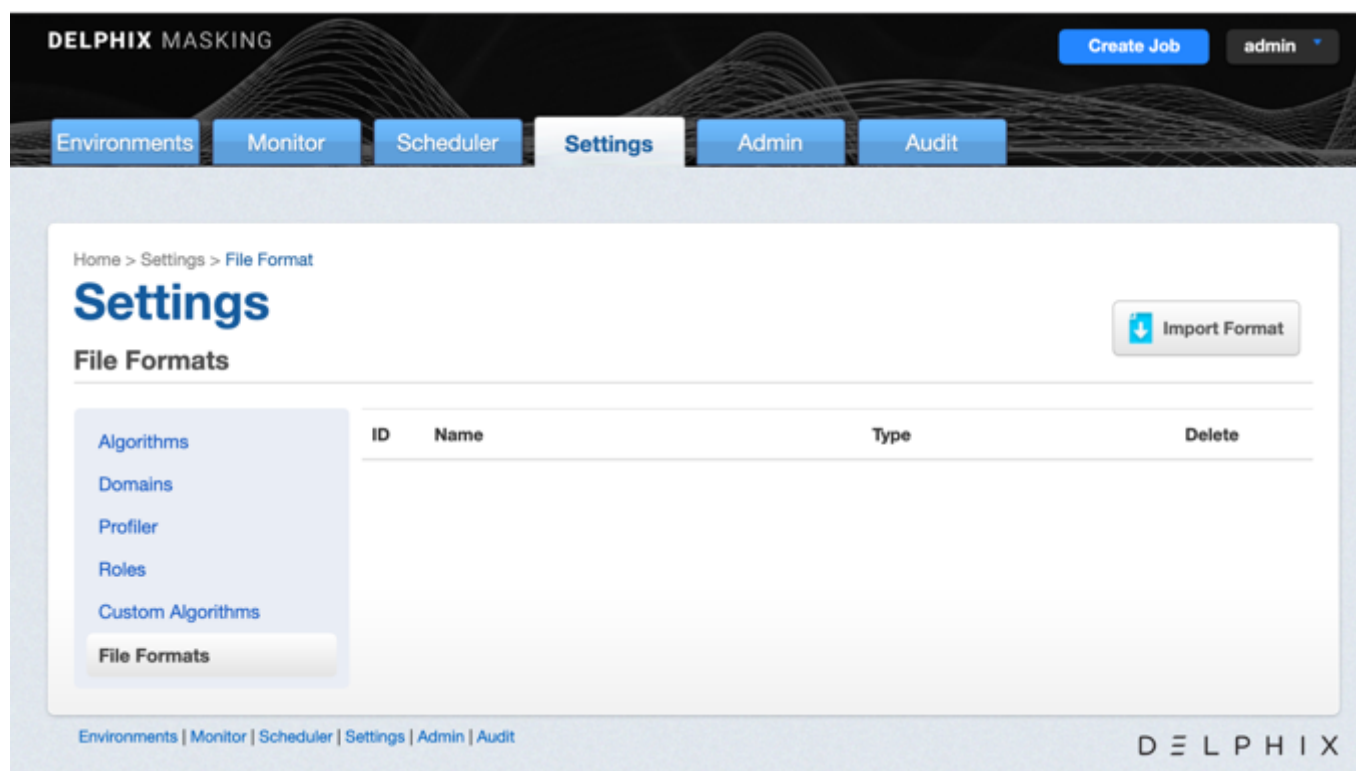 DELPHIX MASKING
Create Job
admin
Environments
Monitor
Scheduler
Settings
Admin
Audit
Home > Settings > File Format
Settings
Import Format
File Formats
Algorithms
Domains
Profiler
Roles
Custom Algorithms
File Formats
ID Name Type Delete
Environments | Monitor | Scheduler | Settings | Admin | Audit
DELPHIX